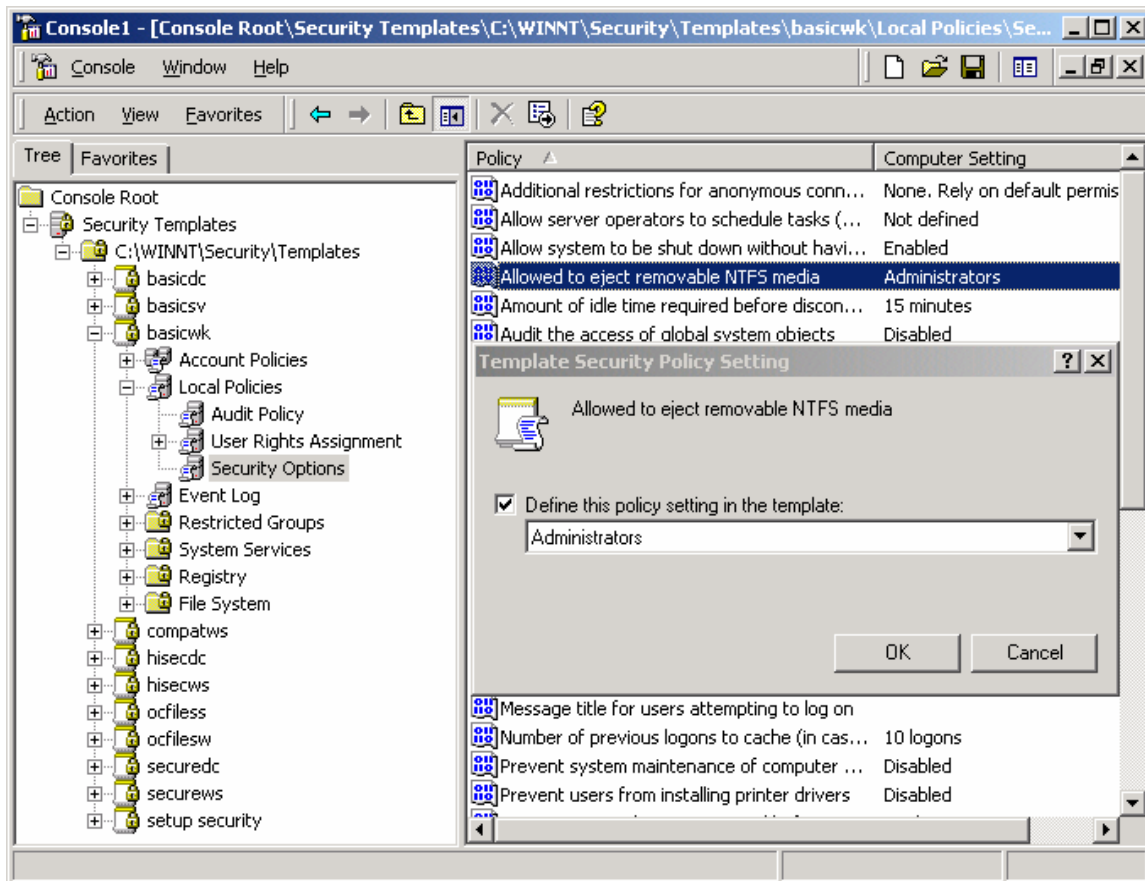 Console1 - [Console Root\Security Templates\C:\WINNT\Security\Templates\basicwk\Local Policies\Se...
Console Window Help
Action View Favorites
Tree Favorites
Policy Computer Setting
Console Root
Security Templates
C:\WINNT\Security\Templates
basicdc
basicsv
basicwk
Account Policies
Local Policies
Audit Policy
User Rights Assignment
Security Options
Event Log
Restricted Groups
System Services
Registry
File System
compatws
hisecdc
hisecws
ocfiless
ocfilesw
securedc
securews
setup security
Additional restrictions for anonymous conn... None. Rely on default permis
Allow server operators to schedule tasks (... Not defined
Allow system to be shut down without havi... Enabled
Allowed to eject removable NTFS media Administrators
Amount of idle time required before discon... 15 minutes
Audit the access of global system objects Disabled
Template Security Policy Setting
Allowed to eject removable NTFS media
Define this policy setting in the template:
Administrators
OK Cancel
Message title for users attempting to log on
Number of previous logons to cache (in cas... 10 logons
Prevent system maintenance of computer ... Disabled
Prevent users from installing printer drivers Disabled